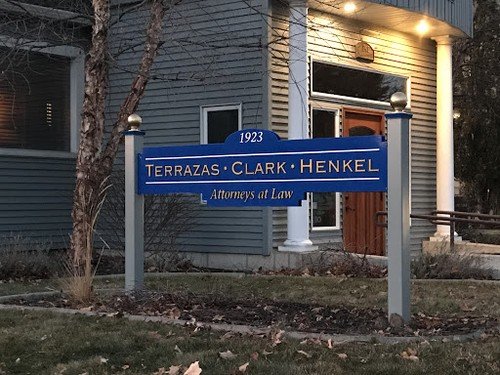 1923
TERRAZAS • CLARK • HENKEL
Attorneys at Law